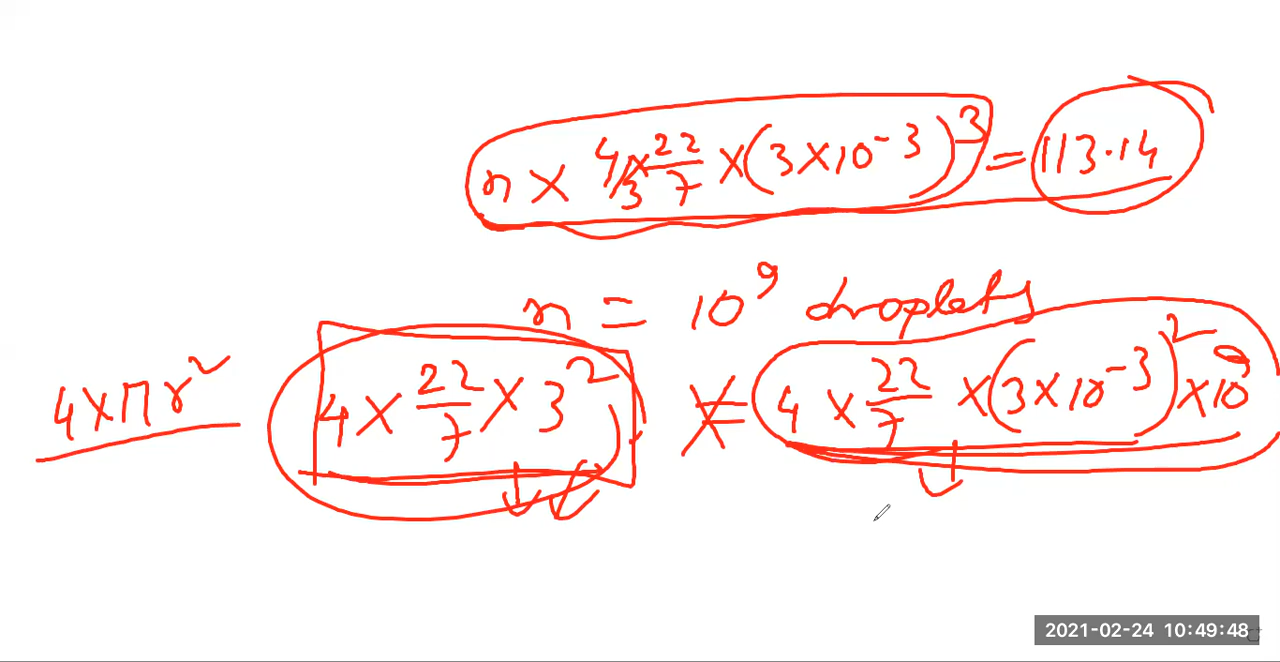 n × 4/3 × 22/7 × (3×10⁻³)³ = 113.14
n = 10⁹ droplets
4×πr² 4 × 22/7 × 3² ≠ 4 × 22/7 × (3×10⁻³)² ×10⁹
2021-02-24 10:49:48